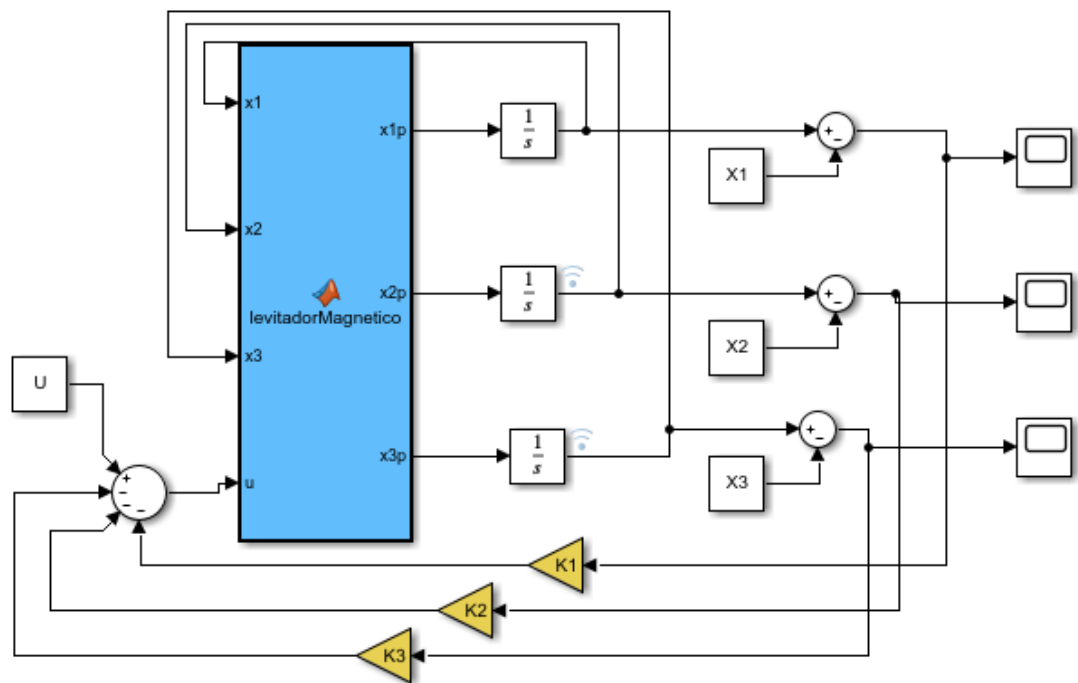 x1
x1p
1
s
+
−
X1
x2
x2p
1
s
+
−
levitadorMagnetico
X2
x3
U
x3p
1
s
+
−
X3
u
+
−
−
−
K1
K2
K3